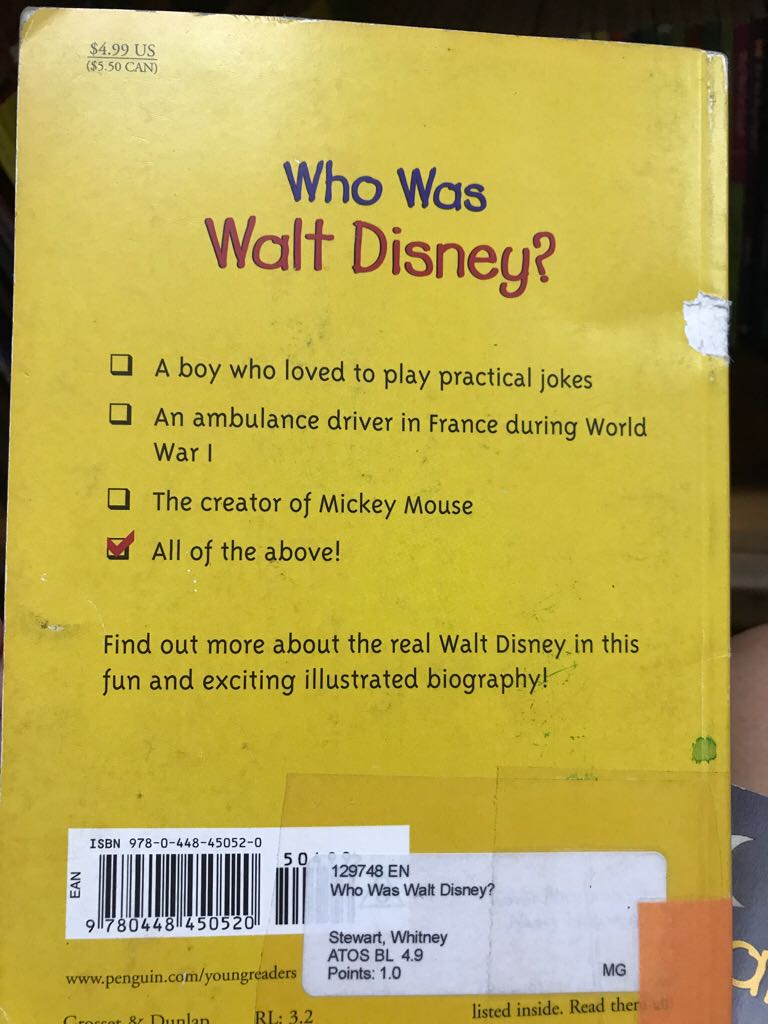 $4.99 US
($5.50 CAN)
Who Was
Walt Disney?
A boy who loved to play practical jokes
An ambulance driver in France during World
War I
The creator of Mickey Mouse
All of the above!
Find out more about the real Walt Disney in this
fun and exciting illustrated biography!
ISBN 978-0-448-45052-0
EAN
9 780448 450520
129748 EN
Who Was Walt Disney?
Stewart, Whitney
ATOS BL 4.9
Points: 1.0
MG
www.penguin.com/youngreaders
Grosset & Dunlap
RL: 3.2
listed inside. Read them